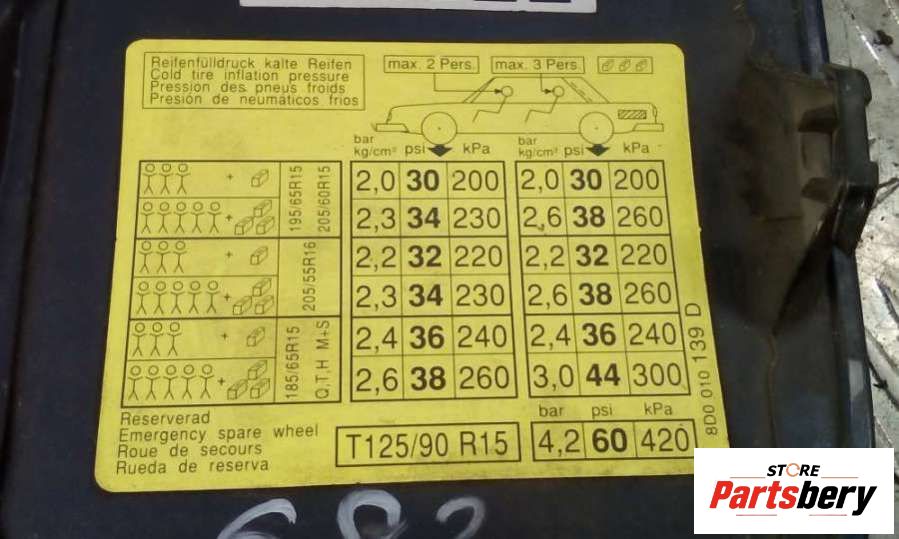 Reifenfülldruck kalte Reifen
Cold tire inflation pressure
Pression des pneus froids
Presión de neumáticos frios
max. 2 Pers.
max. 3 Pers.
bar psi kPa
kg/cm²
bar psi kPa
kg/cm²
+ 195/65R15 205/60R15
2,0 30 200 2,0 30 200
+ 2,3 34 230 2,6 38 260
+ 205/55R16
2,2 32 220 2,2 32 220
+ 2,3 34 230 2,6 38 260
+ 185/65R15 Q,T,H M+S
2,4 36 240 2,4 36 240
+ 2,6 38 260 3,0 44 300
8D0 010 139 D
Reserverad
Emergency spare wheel
Roue de secours
Rueda de reserva
T125/90 R15
bar psi kPa
4,2 60 420
STORE
Partsbery